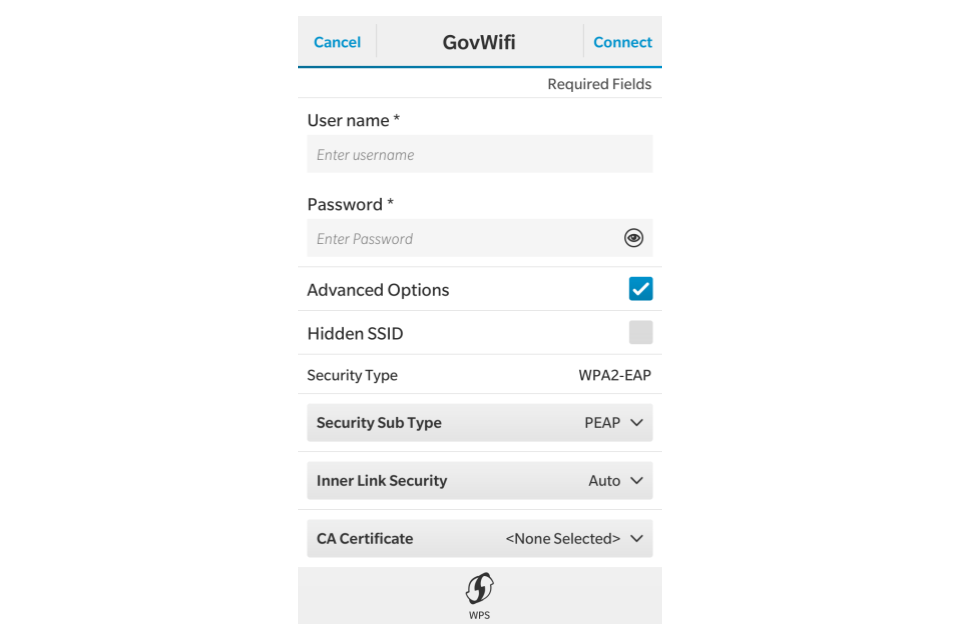 Cancel GovWifi Connect
Required Fields
User name *
Enter username
Password *
Enter Password
Advanced Options
Hidden SSID
Security Type WPA2-EAP
Security Sub Type PEAP
Inner Link Security Auto
CA Certificate <None Selected>
WPS